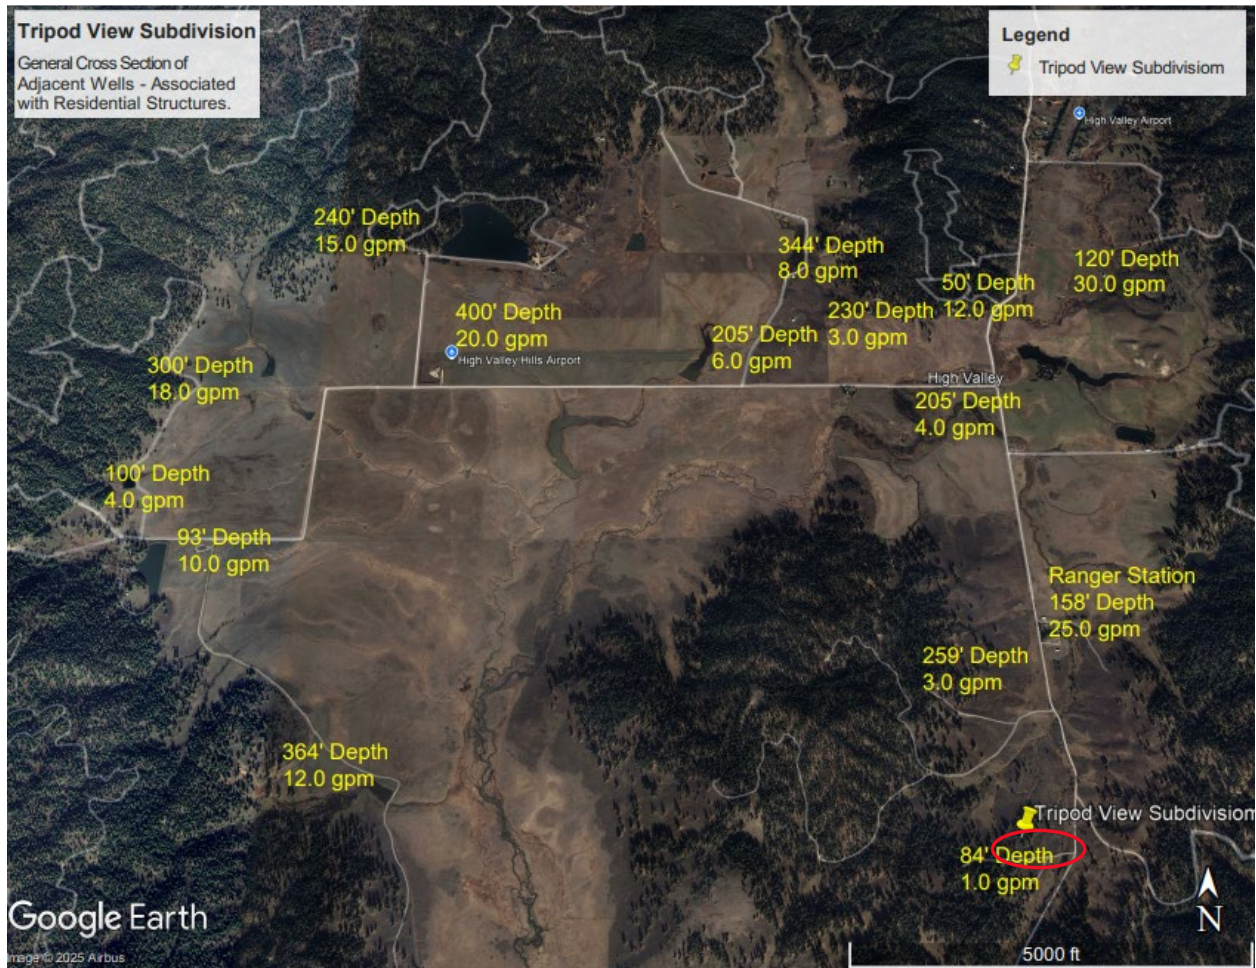 Tripod View Subdivision
General Cross Section of
Adjacent Wells - Associated
with Residential Structures.
Legend
Tripod View Subdivisiom
High Valley Airport
240' Depth
15.0 gpm
344' Depth
8.0 gpm
120' Depth
30.0 gpm
50' Depth
12.0 gpm
400' Depth
20.0 gpm
230' Depth
3.0 gpm
205' Depth
6.0 gpm
High Valley Hills Airport
300' Depth
18.0 gpm
High Valley
205' Depth
4.0 gpm
100' Depth
4.0 gpm
93' Depth
10.0 gpm
Ranger Station
158' Depth
25.0 gpm
259' Depth
3.0 gpm
364' Depth
12.0 gpm
Tripod View Subdivisiom
84' Depth
1.0 gpm
Google Earth
N
5000 ft
Image © 2025 Airbus